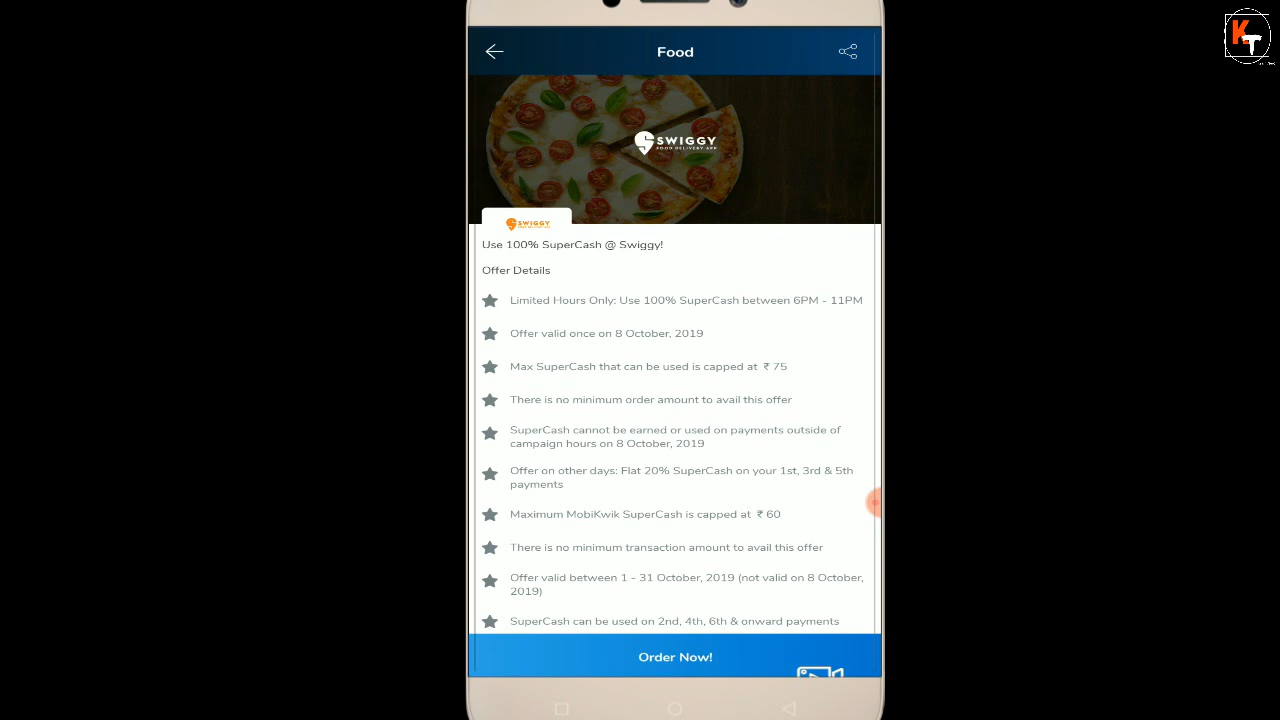 KT
Food
SWIGGY
FOOD DELIVERY APP
SWIGGY
Use 100% SuperCash @ Swiggy!
Offer Details
Limited Hours Only: Use 100% SuperCash between 6PM - 11PM
Offer valid once on 8 October, 2019
Max SuperCash that can be used is capped at ₹ 75
There is no minimum order amount to avail this offer
SuperCash cannot be earned or used on payments outside of
campaign hours on 8 October, 2019
Offer on other days: Flat 20% SuperCash on your 1st, 3rd & 5th
payments
Maximum MobiKwik SuperCash is capped at ₹ 60
There is no minimum transaction amount to avail this offer
Offer valid between 1 - 31 October, 2019 (not valid on 8 October,
2019)
SuperCash can be used on 2nd, 4th, 6th & onward payments
Order Now!